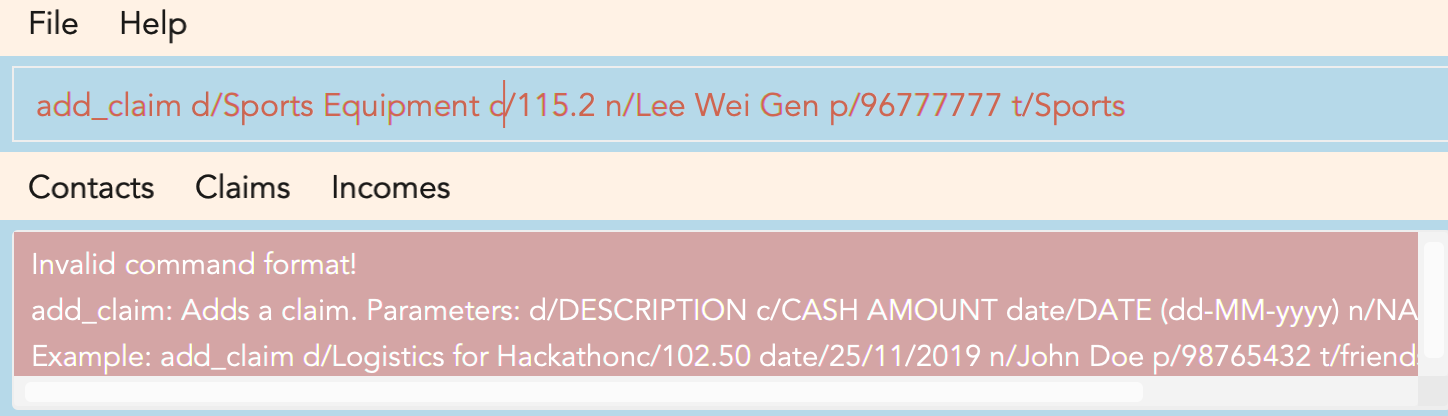 File Help
add_claim d/Sports Equipment c/115.2 n/Lee Wei Gen p/96777777 t/Sports
Contacts Claims Incomes
Invalid command format!
add_claim: Adds a claim. Parameters: d/DESCRIPTION c/CASH AMOUNT date/DATE (dd-MM-yyyy) n/NA
Example: add_claim d/Logistics for Hackathonc/102.50 date/25/11/2019 n/John Doe p/98765432 t/friends